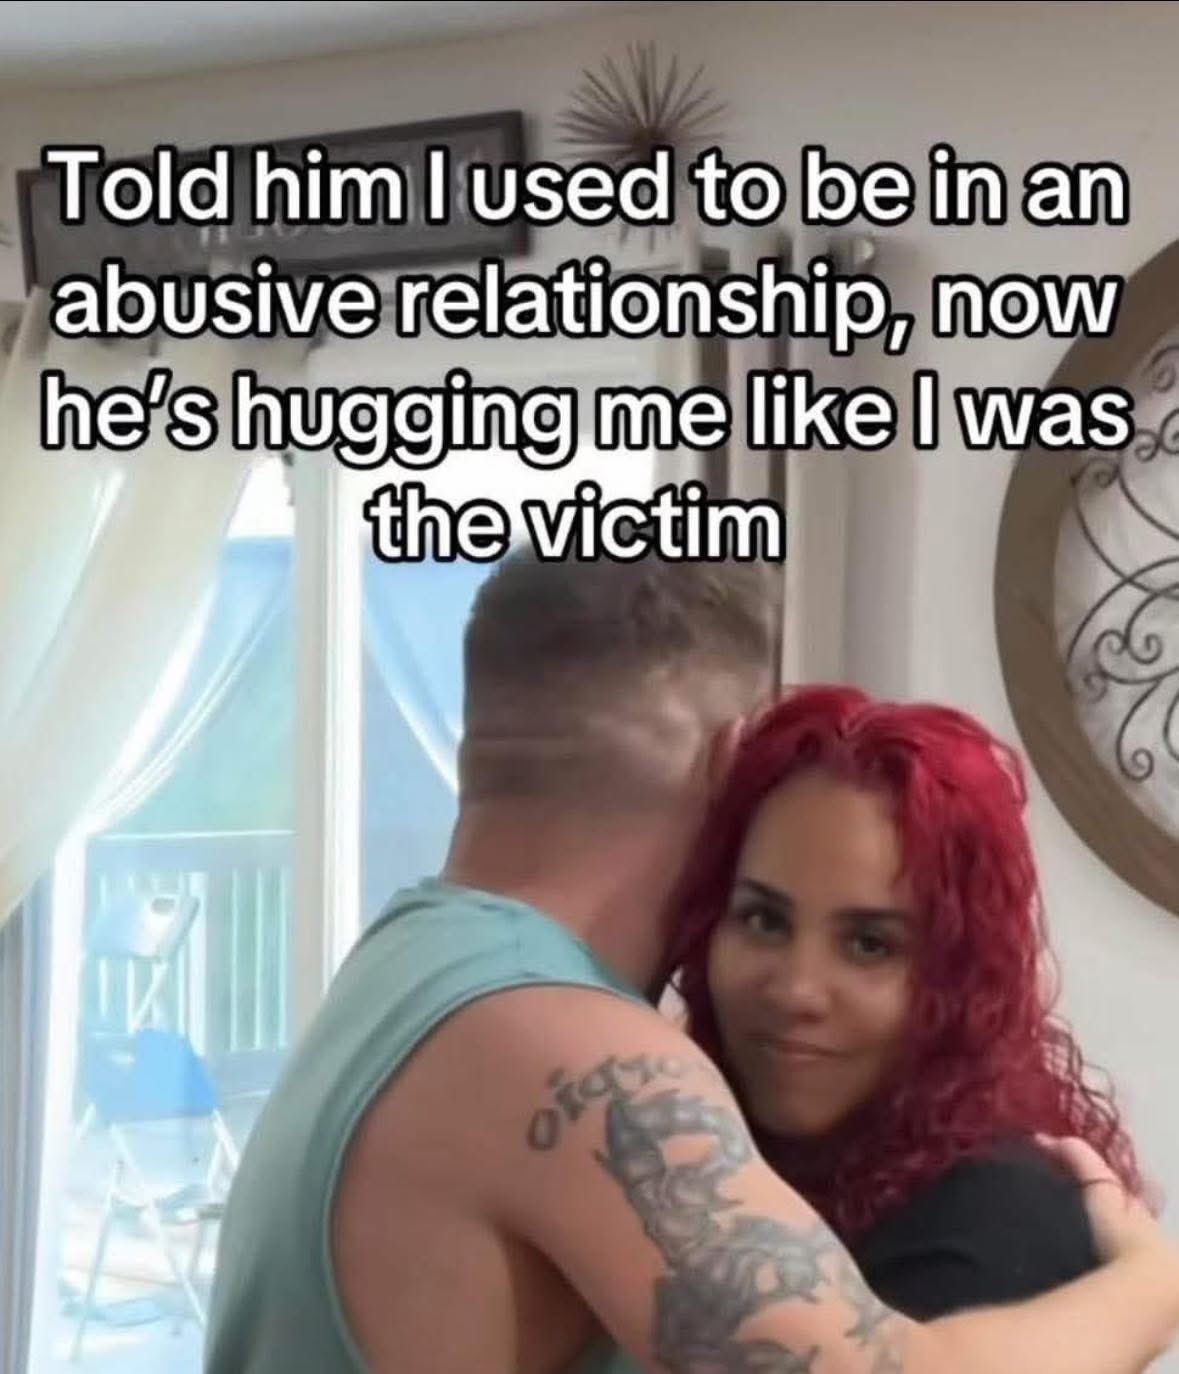 Told him I used to be in an
abusive relationship, now
he's hugging me like I was
the victim